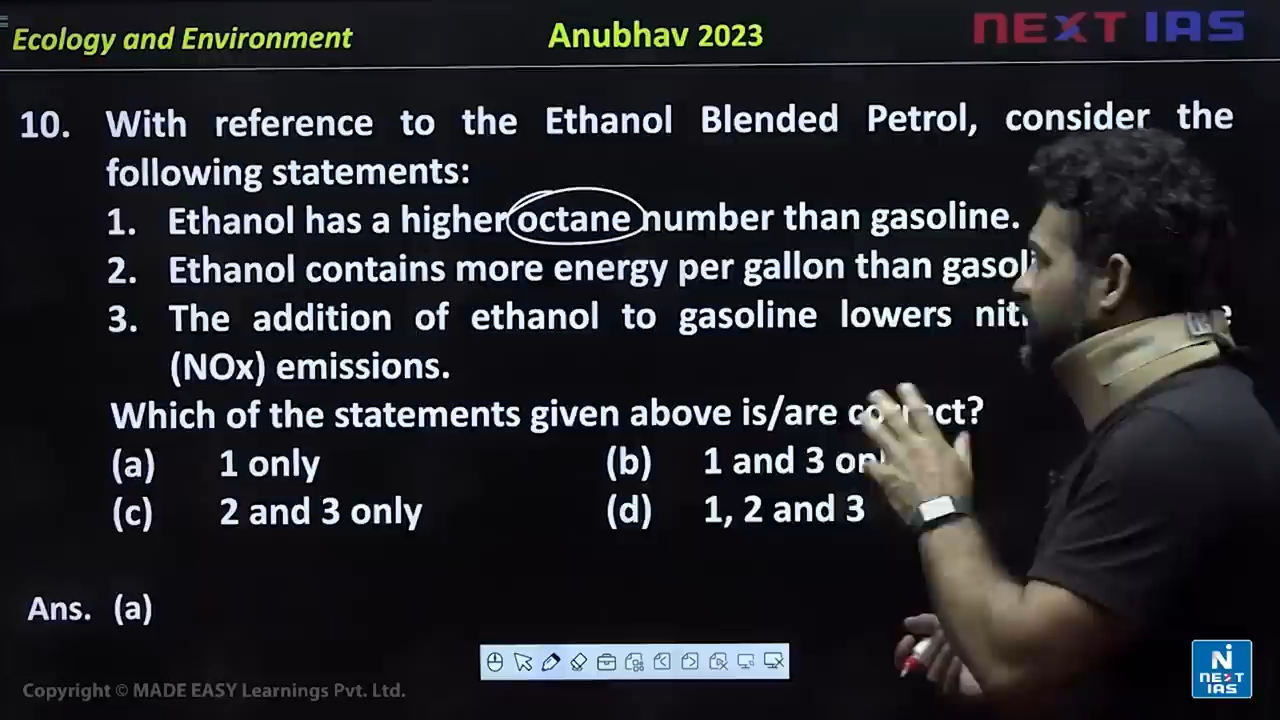 Ecology and Environment
Anubhav 2023
NEXT IAS
10. With reference to the Ethanol Blended Petrol, consider the
following statements:
1. Ethanol has a higher octane number than gasoline.
2. Ethanol contains more energy per gallon than
3. The addition of ethanol to gasoline lowers
(NOx) emissions.
Which of the statements given above is/are correct?
(a) 1 only
(b) 1 and 3
(c) 2 and 3 only
(d) 1, 2 and 3
Ans. (a)
Copyright © MADE EASY Learnings Pvt. Ltd.
N
NEXT
IAS